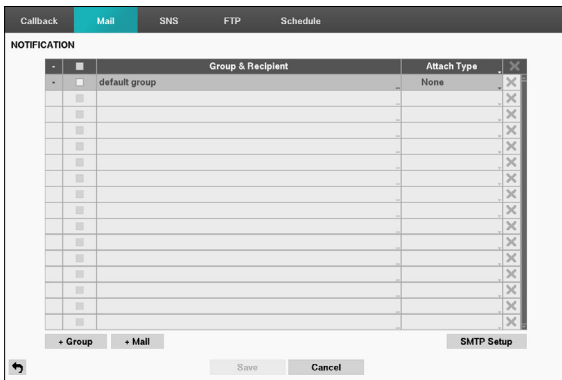 Callback Mail SNS FTP Schedule
NOTIFICATION
- Group & Recipient Attach Type
- default group None
+ Group + Mail SMTP Setup
Save Cancel